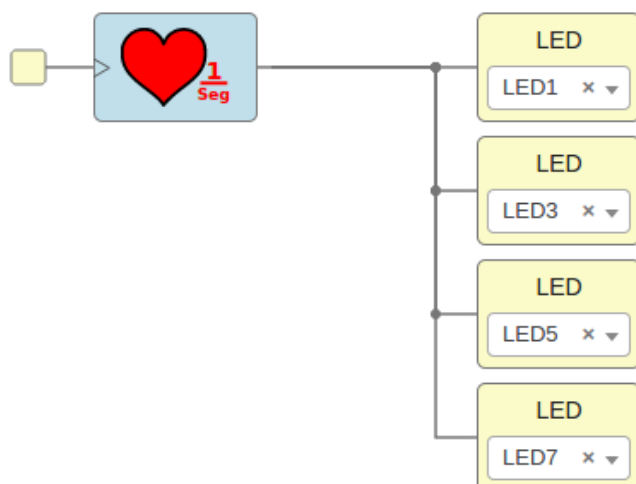 1
Seg
LED
LED1 × ▾
LED
LED3 × ▾
LED
LED5 × ▾
LED
LED7 × ▾